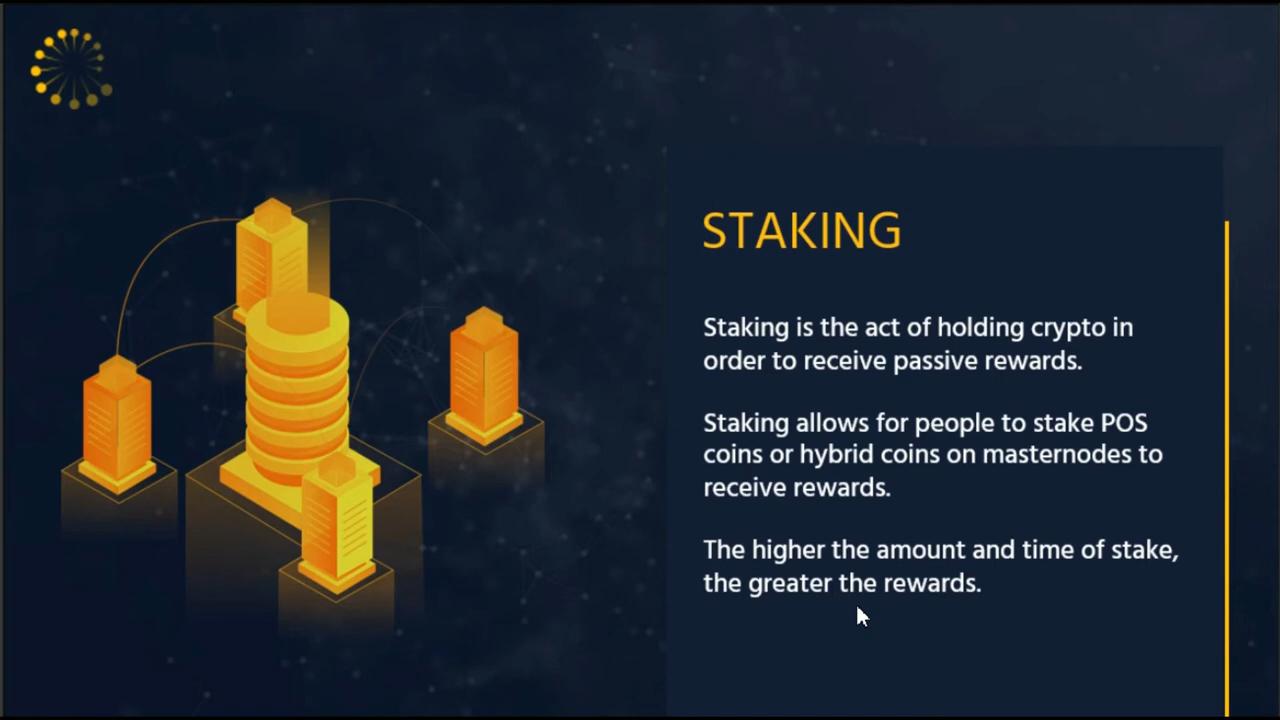 STAKING
Staking is the act of holding crypto in
order to receive passive rewards.
Staking allows for people to stake POS
coins or hybrid coins on masternodes to
receive rewards.
The higher the amount and time of stake,
the greater the rewards.